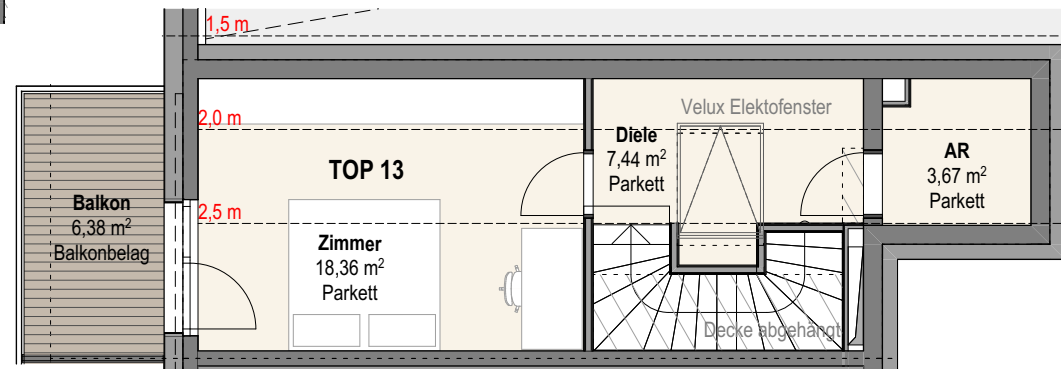 1,5 m
2,0 m
Velux Elektofenster
Diele
7,44 m²
Parkett
TOP 13
AR
3,67 m²
Parkett
Balkon
6,38 m²
Balkonbelag
2,5 m
Zimmer
18,36 m²
Parkett
Decke abgehängt